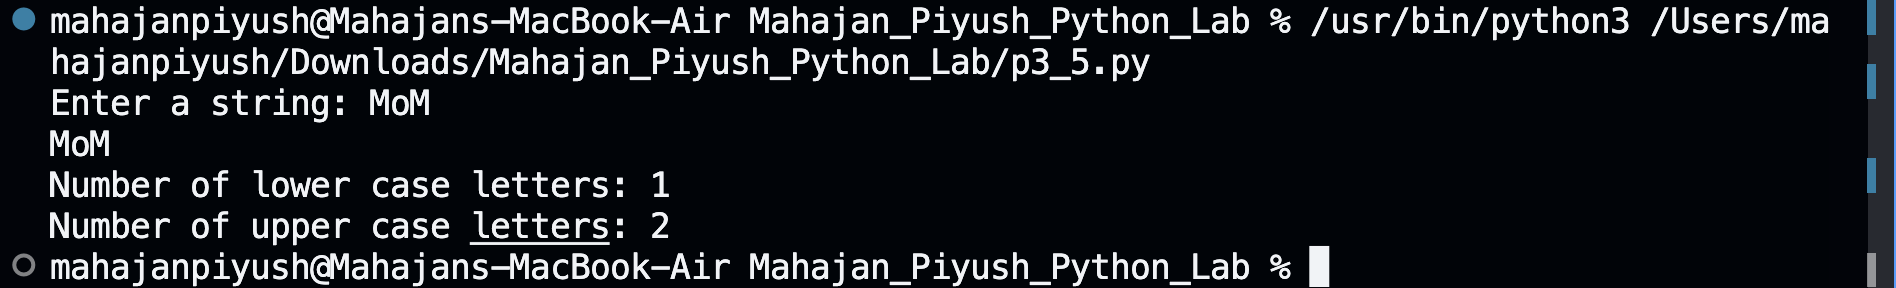 mahajanpiyush@Mahajans-MacBook-Air Mahajan_Piyush_Python_Lab % /usr/bin/python3 /Users/ma
hajanpiyush/Downloads/Mahajan_Piyush_Python_Lab/p3_5.py
Enter a string: MoM
MoM
Number of lower case letters: 1
Number of upper case letters: 2
mahajanpiyush@Mahajans-MacBook-Air Mahajan_Piyush_Python_Lab %